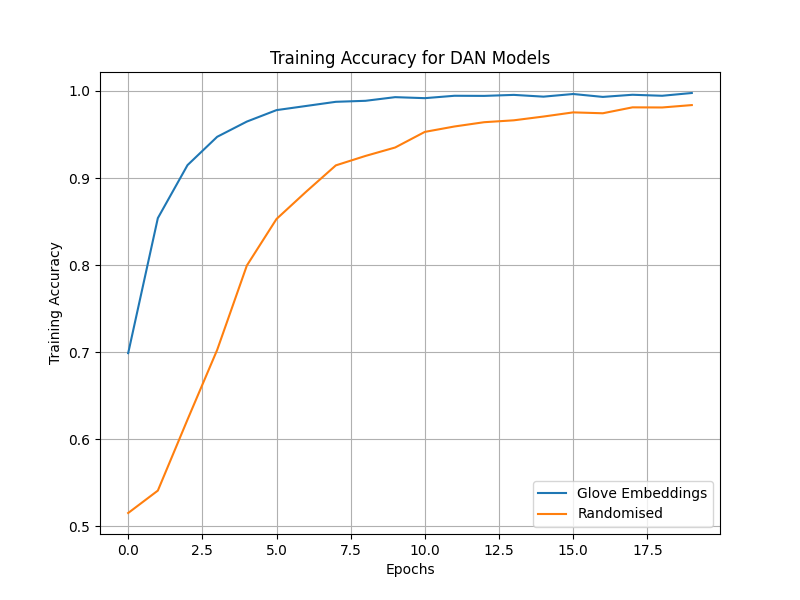 Training Accuracy for DAN Models
1.0
0.9
0.8
0.7
0.6
0.5
Training Accuracy
0.0 2.5 5.0 7.5 10.0 12.5 15.0 17.5
Epochs
Glove Embeddings
Randomised